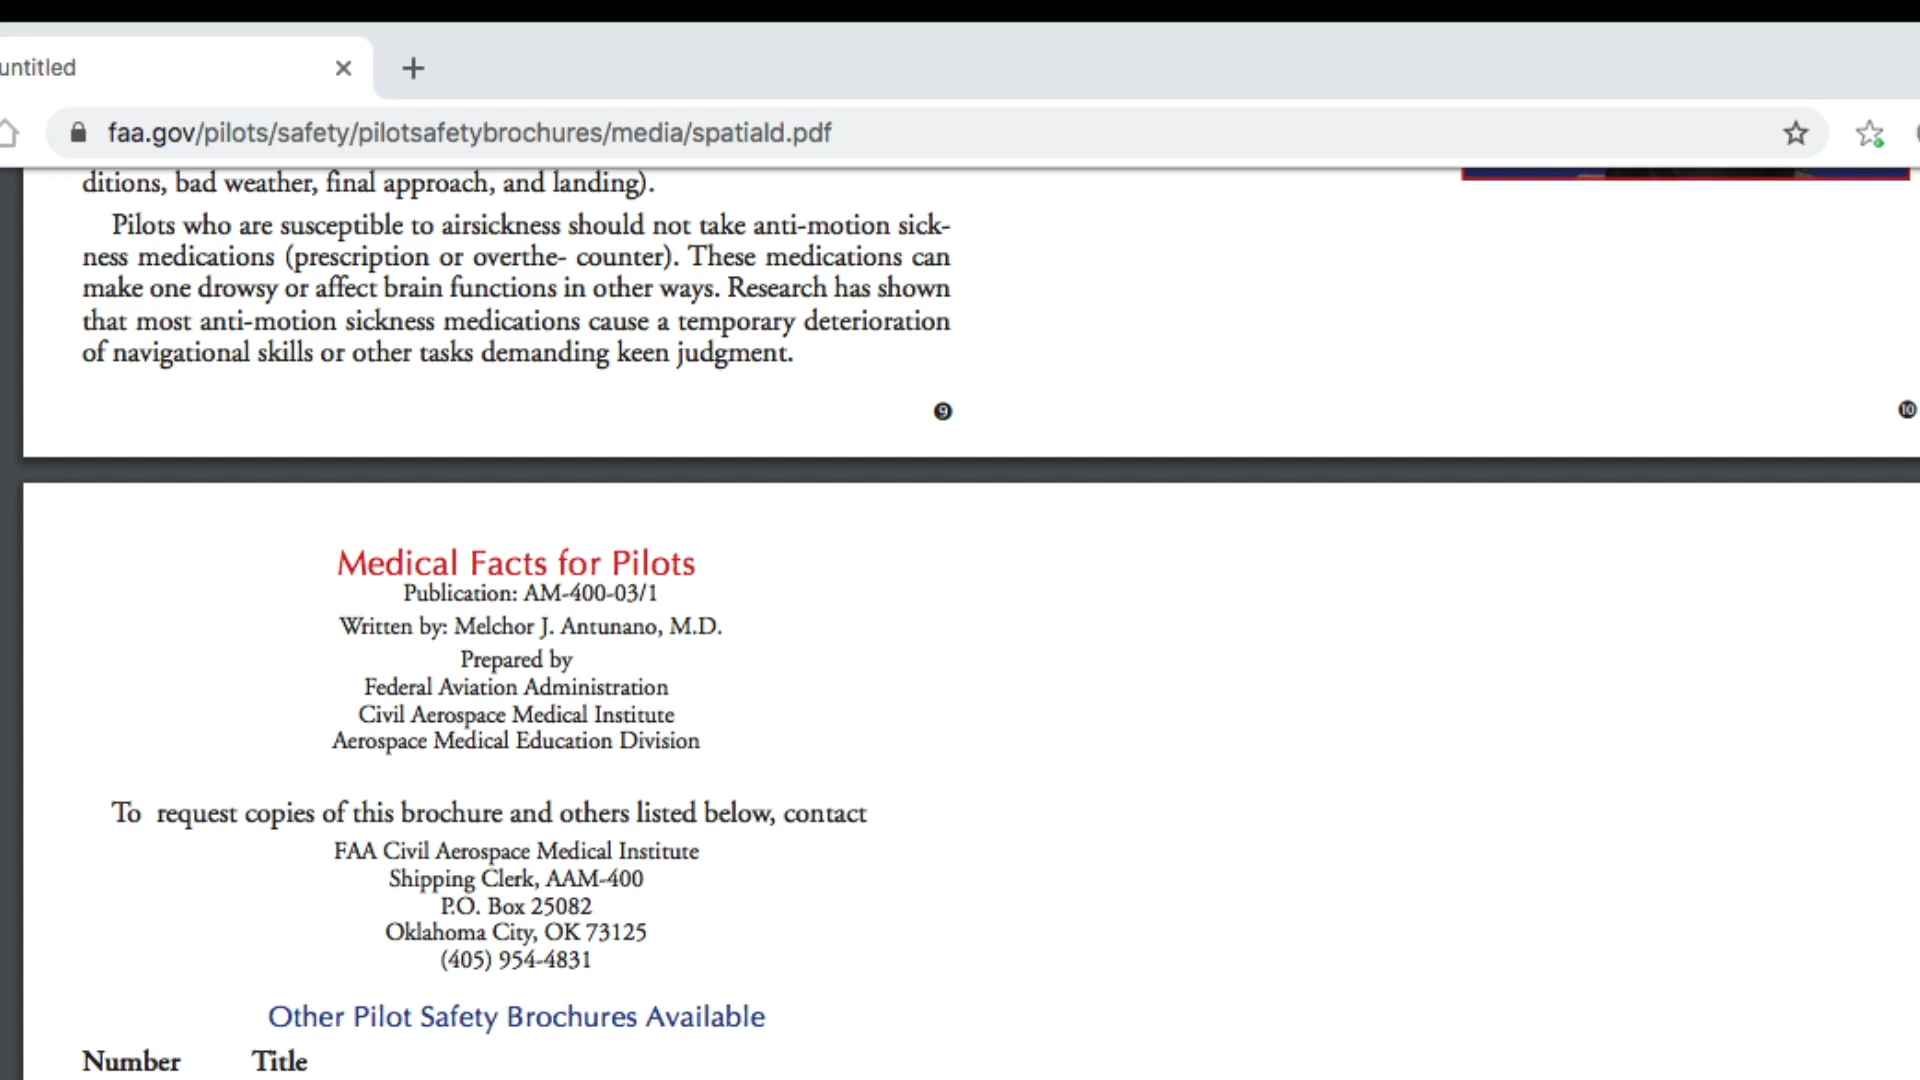 untitled
faa.gov/pilots/safety/pilotsafetybrochures/media/spatiald.pdf
ditions, bad weather, final approach, and landing).
Pilots who are susceptible to airsickness should not take anti-motion sick-
ness medications (prescription or overthe- counter). These medications can
make one drowsy or affect brain functions in other ways. Research has shown
that most anti-motion sickness medications cause a temporary deterioration
of navigational skills or other tasks demanding keen judgment.
9
10
Medical Facts for Pilots
Publication: AM-400-03/1
Written by: Melchor J. Antunano, M.D.
Prepared by
Federal Aviation Administration
Civil Aerospace Medical Institute
Aerospace Medical Education Division
To request copies of this brochure and others listed below, contact
FAA Civil Aerospace Medical Institute
Shipping Clerk, AAM-400
P.O. Box 25082
Oklahoma City, OK 73125
(405) 954-4831
Other Pilot Safety Brochures Available
Number Title